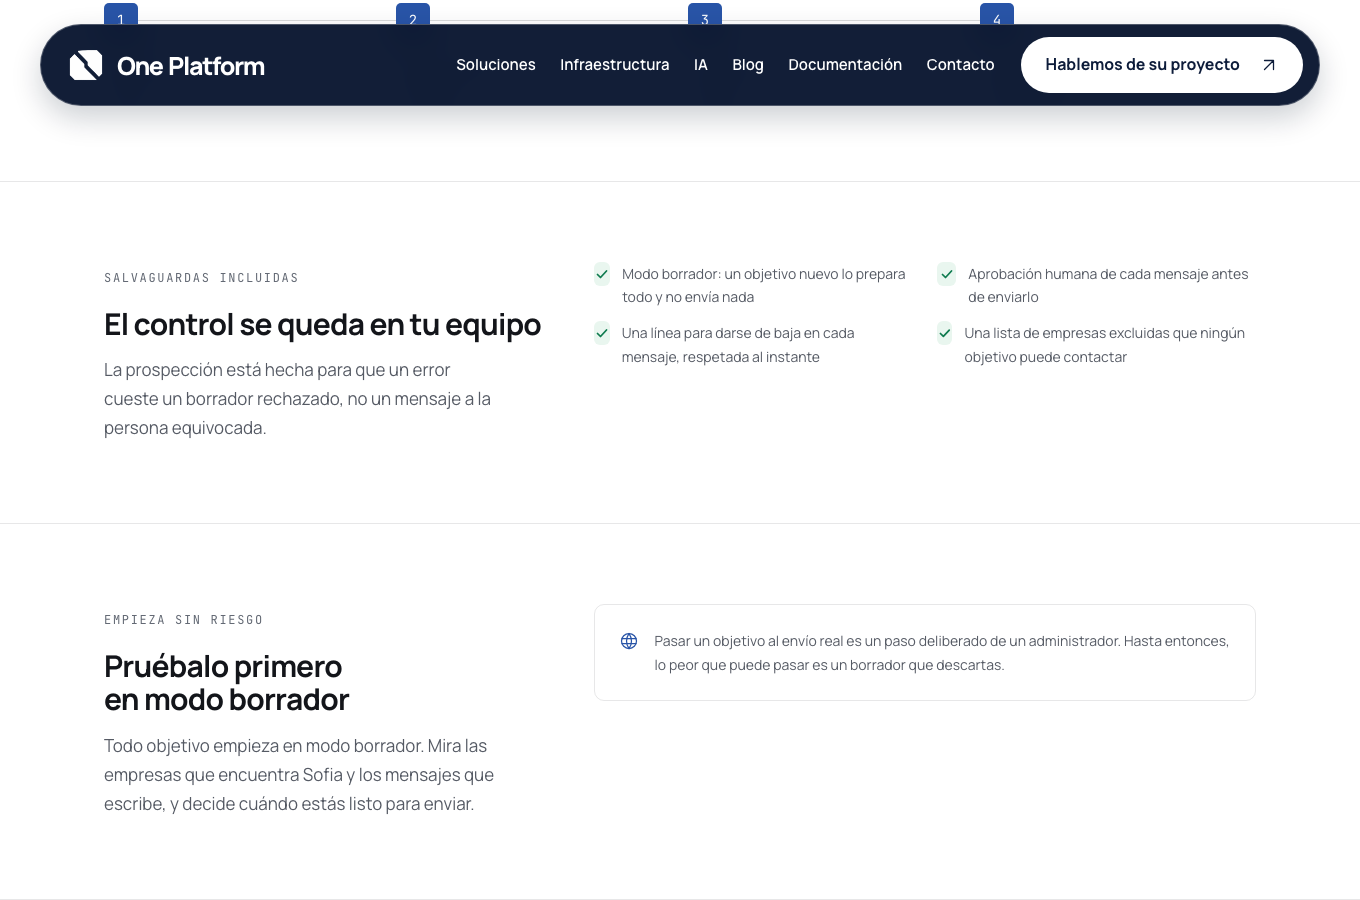 1
2
3
4
One Platform
Soluciones
Infraestructura
IA
Blog
Documentación
Contacto
Hablemos de su proyecto
SALVAGUARDAS INCLUIDAS
El control se queda en tu equipo
La prospección está hecha para que un error
cueste un borrador rechazado, no un mensaje a la
persona equivocada.
Modo borrador: un objetivo nuevo lo prepara
todo y no envía nada
Aprobación humana de cada mensaje antes
de enviarlo
Una línea para darse de baja en cada
mensaje, respetada al instante
Una lista de empresas excluidas que ningún
objetivo puede contactar
EMPIEZA SIN RIESGO
Pruébalo primero
en modo borrador
Todo objetivo empieza en modo borrador. Mira las
empresas que encuentra Sofia y los mensajes que
escribe, y decide cuándo estás listo para enviar.
Pasar un objetivo al envío real es un paso deliberado de un administrador. Hasta entonces,
lo peor que puede pasar es un borrador que descartas.